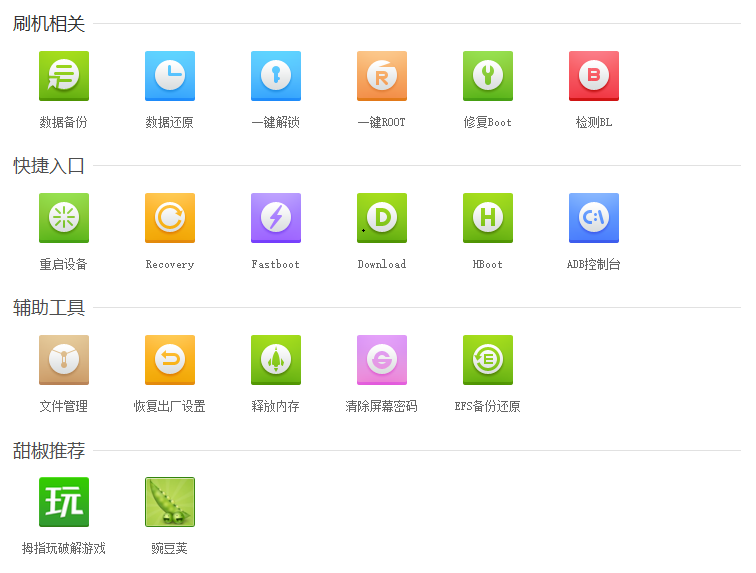 刷机相关
数据备份 数据还原 一键解锁 一键ROOT 修复Boot 检测BL
快捷入口
重启设备 Recovery Fastboot Download HBoot ADB控制台
辅助工具
文件管理 恢复出厂设置 释放内存 清除屏幕密码 EFS备份还原
甜椒推荐
拇指玩破解游戏 豌豆荚
R
B
D
H
C:\
E
玩